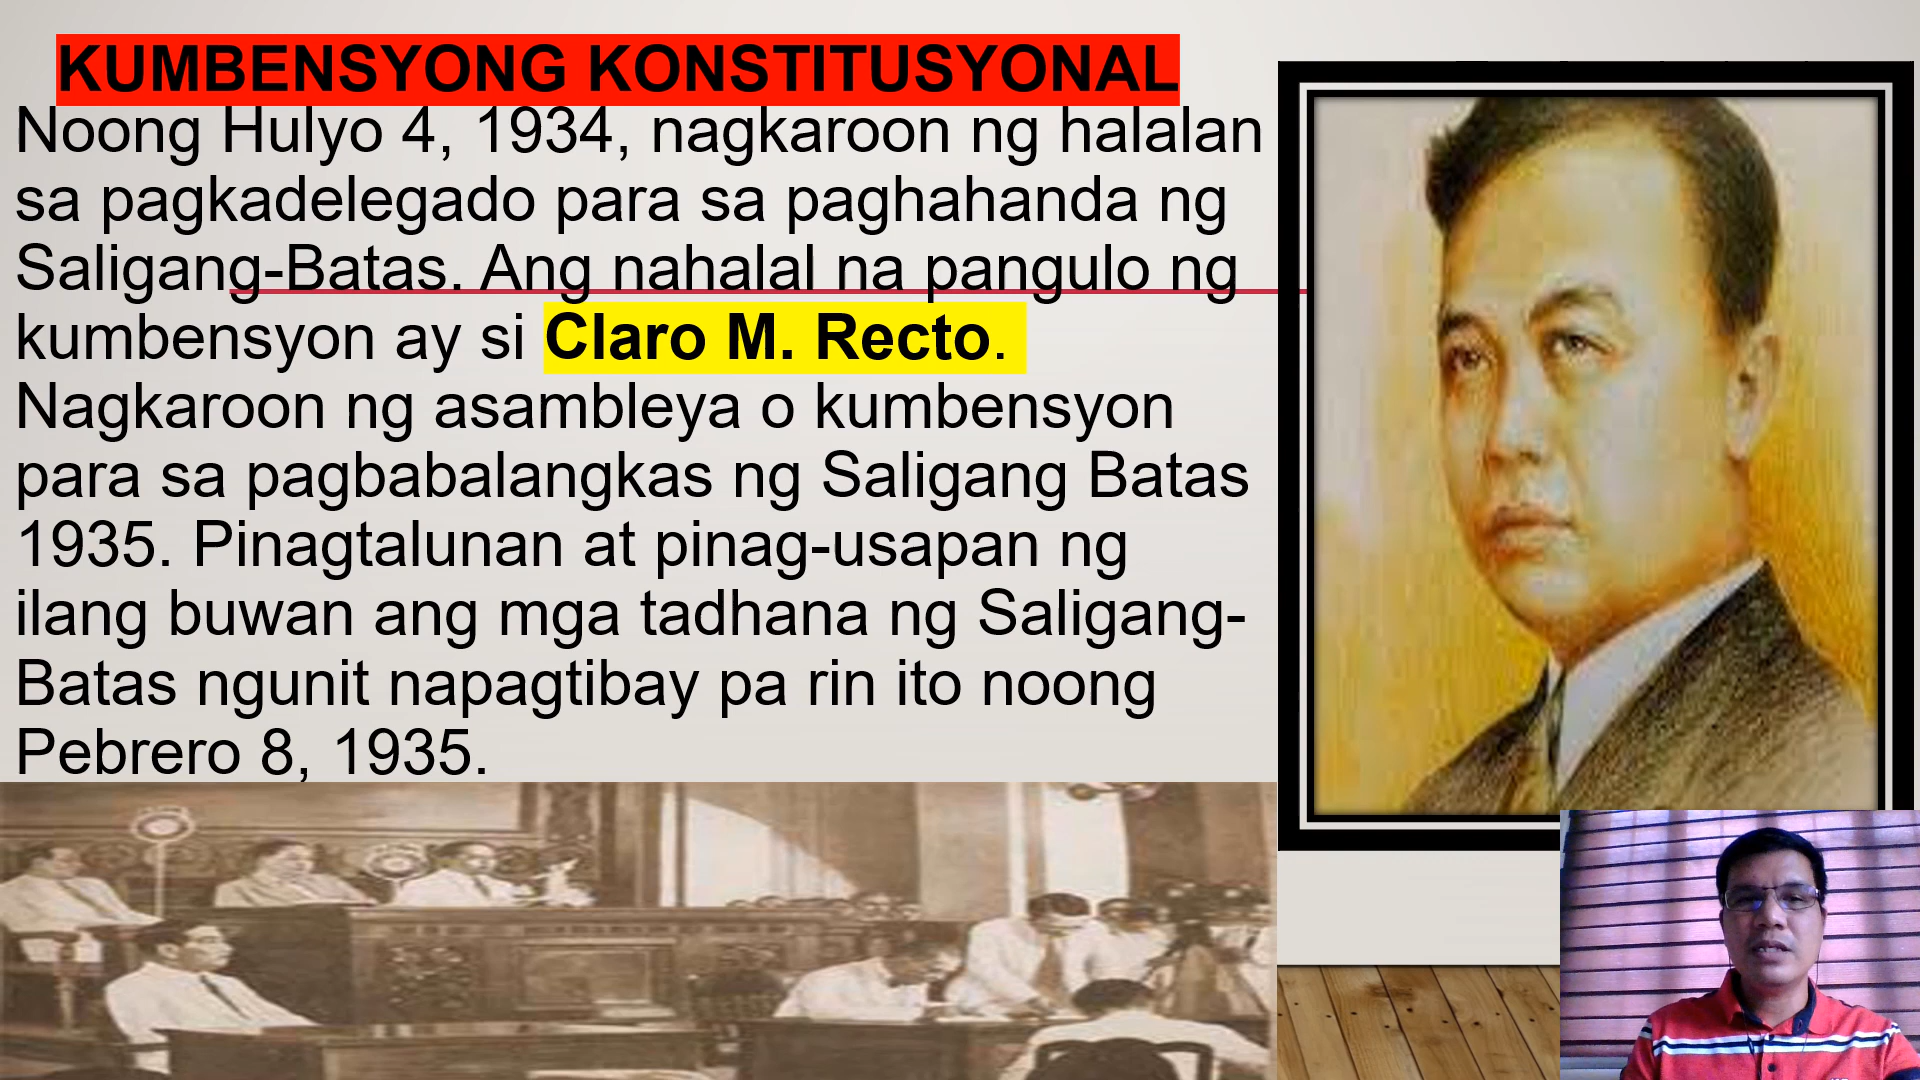 KUMBENSYONG KONSTITUSYONAL
Noong Hulyo 4, 1934, nagkaroon ng halalan
sa pagkadelegado para sa paghahanda ng
Saligang-Batas. Ang nahalal na pangulo ng
kumbensyon ay si Claro M. Recto.
Nagkaroon ng asambleya o kumbensyon
para sa pagbabalangkas ng Saligang Batas
1935. Pinagtalunan at pinag-usapan ng
ilang buwan ang mga tadhana ng Saligang-
Batas ngunit napagtibay pa rin ito noong
Pebrero 8, 1935.